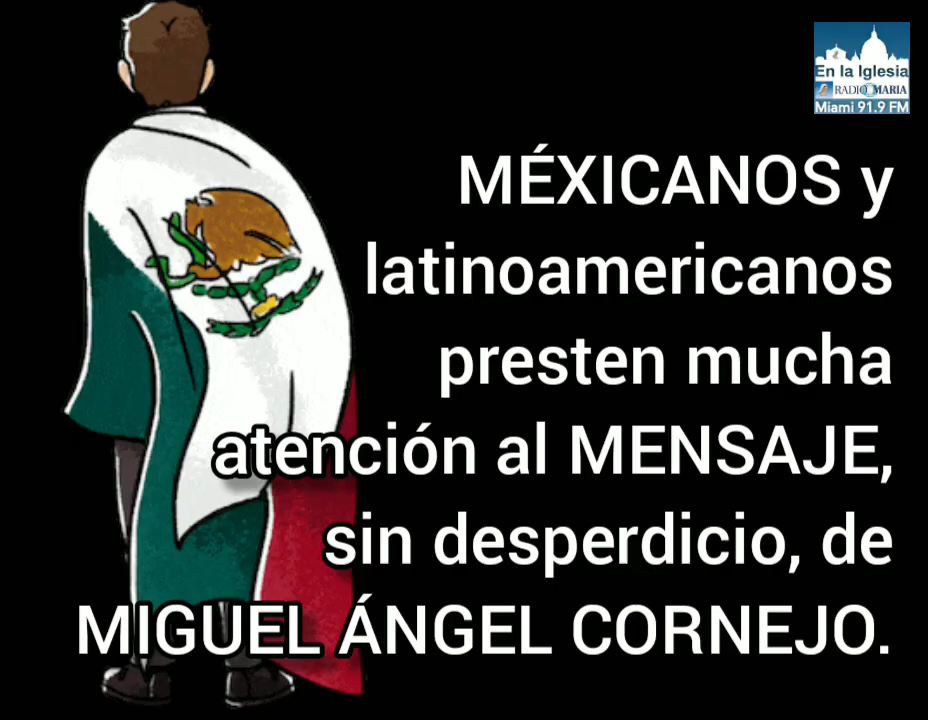 En la Iglesia
RADIO MARIA
Miami 91.9 FM
MÉXICANOS y
latinoamericanos
presten mucha
atención al MENSAJE,
sin desperdicio, de
MIGUEL ÁNGEL CORNEJO.